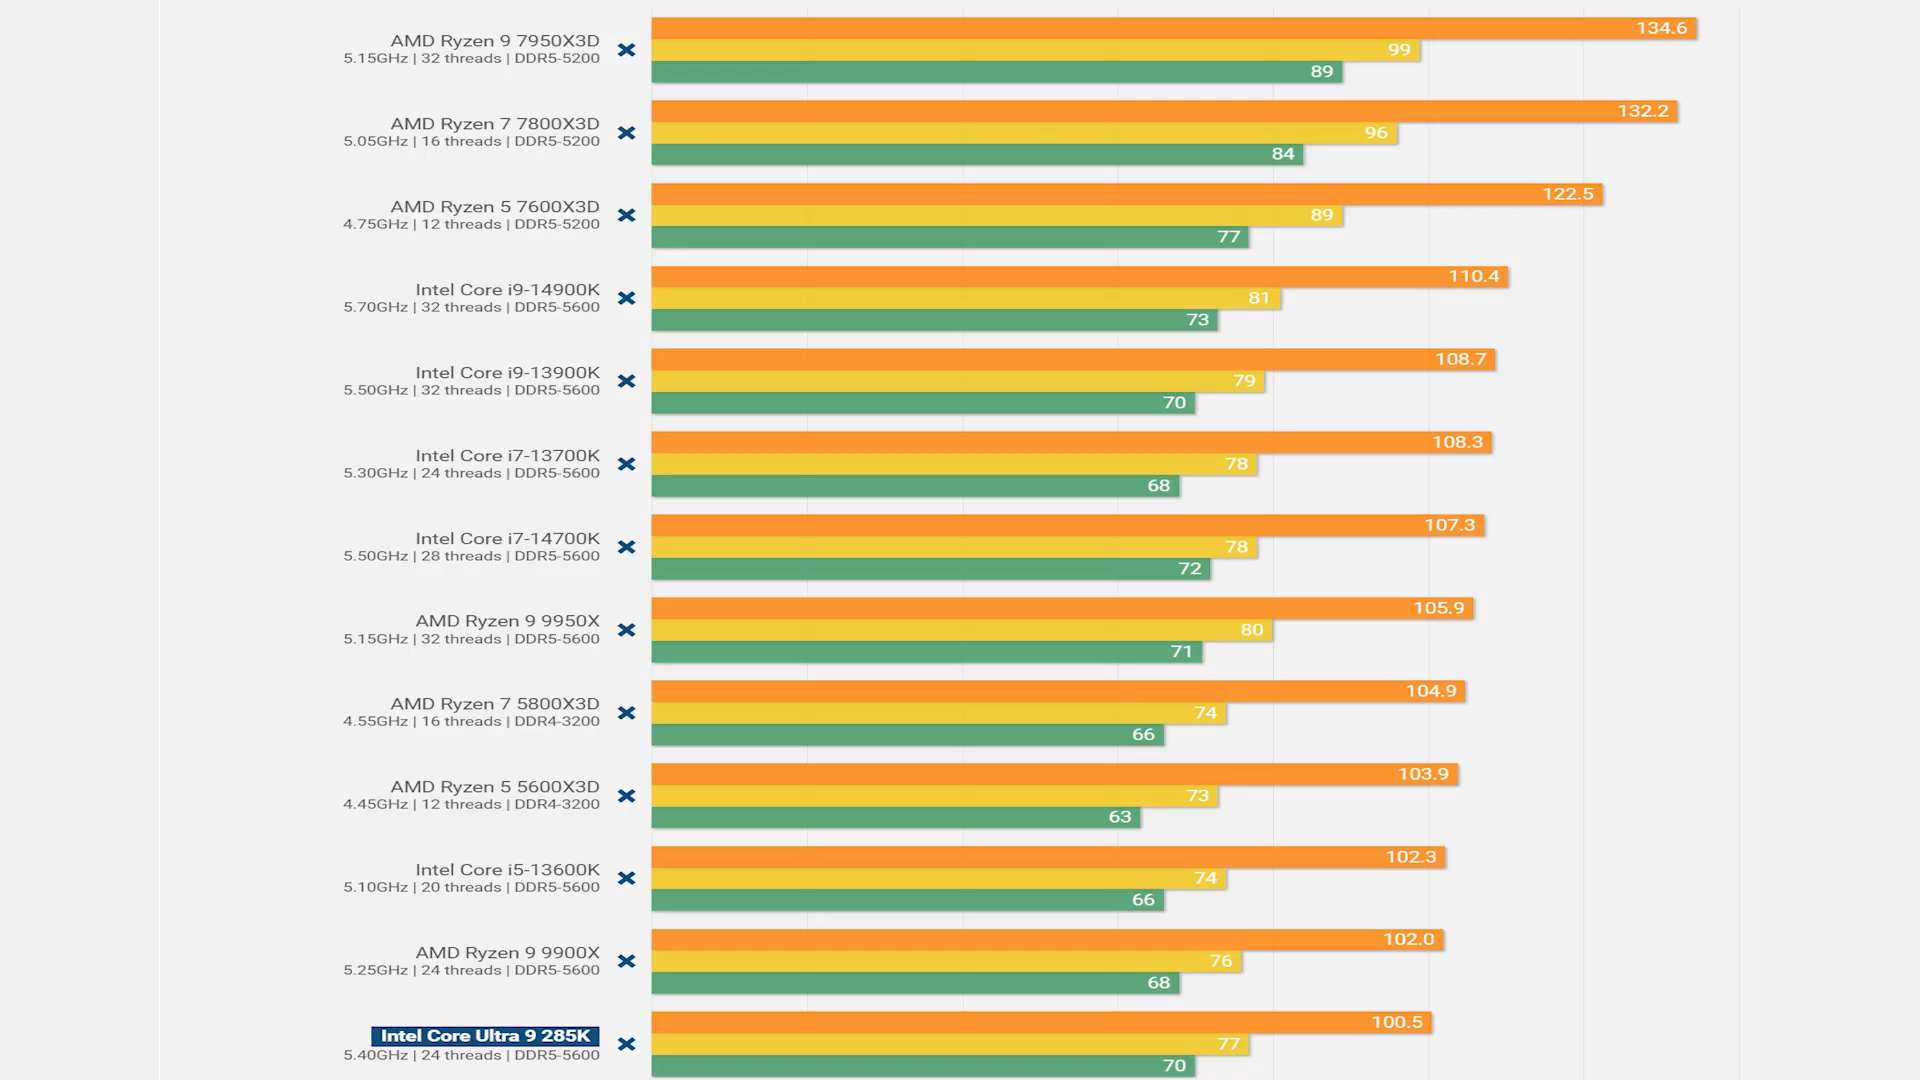 AMD Ryzen 9 7950X3D
5.15GHz | 32 threads | DDR5-5200
134.6
99
89
AMD Ryzen 7 7800X3D
5.05GHz | 16 threads | DDR5-5200
132.2
96
84
AMD Ryzen 5 7600X3D
4.75GHz | 12 threads | DDR5-5200
122.5
89
77
Intel Core i9-14900K
5.70GHz | 32 threads | DDR5-5600
110.4
81
73
Intel Core i9-13900K
5.50GHz | 32 threads | DDR5-5600
108.7
79
70
Intel Core i7-13700K
5.30GHz | 24 threads | DDR5-5600
108.3
78
68
Intel Core i7-14700K
5.50GHz | 28 threads | DDR5-5600
107.3
78
72
AMD Ryzen 9 9950X
5.15GHz | 32 threads | DDR5-5600
105.9
80
71
AMD Ryzen 7 5800X3D
4.55GHz | 16 threads | DDR4-3200
104.9
74
66
AMD Ryzen 5 5600X3D
4.45GHz | 12 threads | DDR4-3200
103.9
73
63
Intel Core i5-13600K
5.10GHz | 20 threads | DDR5-5600
102.3
74
66
AMD Ryzen 9 9900X
5.25GHz | 24 threads | DDR5-5600
102.0
76
68
Intel Core Ultra 9 285K
5.40GHz | 24 threads | DDR5-5600
100.5
77
70